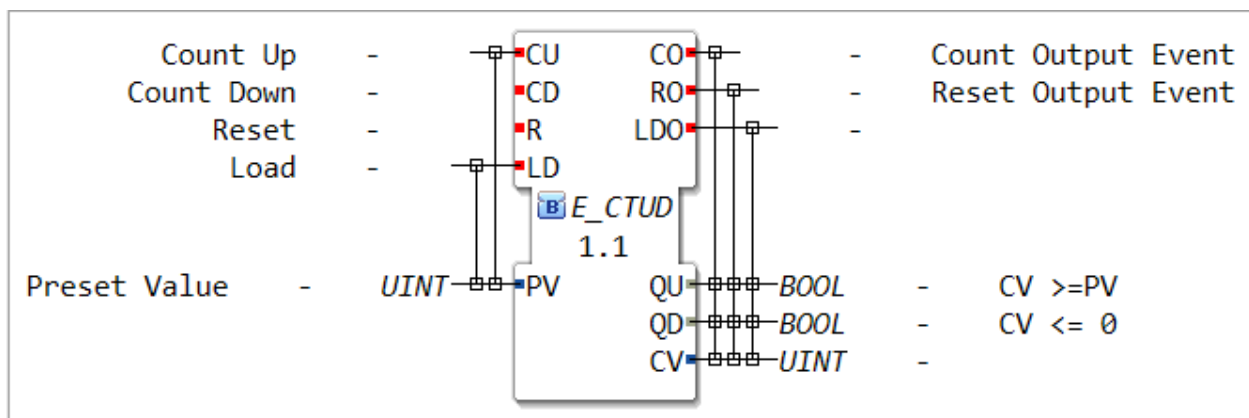 Count Up - CU CO - Count Output Event
Count Down - CD RO - Reset Output Event
Reset - R LDO -
Load - LD
B E_CTUD
1.1
Preset Value - UINT PV QU BOOL - CV >=PV
QD BOOL - CV <= 0
CV UINT -